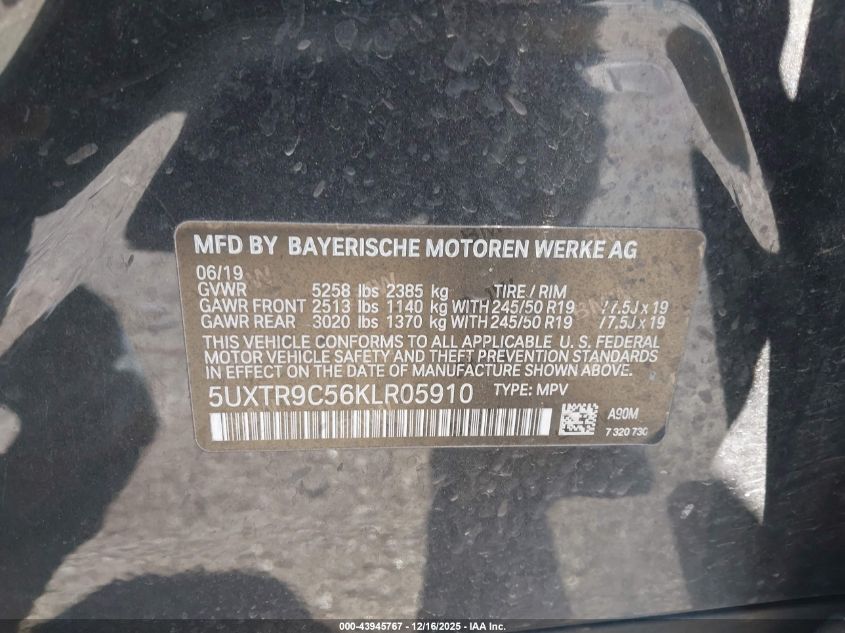 MFD BY BAYERISCHE MOTOREN WERKE AG
06/19
GVWR 5258 lbs 2385 kg TIRE / RIM
GAWR FRONT 2513 lbs 1140 kg WITH 245/50 R19 / 7.5J x 19
GAWR REAR 3020 lbs 1370 kg WITH 245/50 R19 / 7.5J x 19
THIS VEHICLE CONFORMS TO ALL APPLICABLE U. S. FEDERAL
MOTOR VEHICLE SAFETY AND THEFT PREVENTION STANDARDS
IN EFFECT ON THE DATE OF MANUFACTURE SHOWN ABOVE.
5UXTR9C56KLR05910 TYPE: MPV
A90M
7 320 730
000-43945767 - 12/16/2025 - IAA Inc.